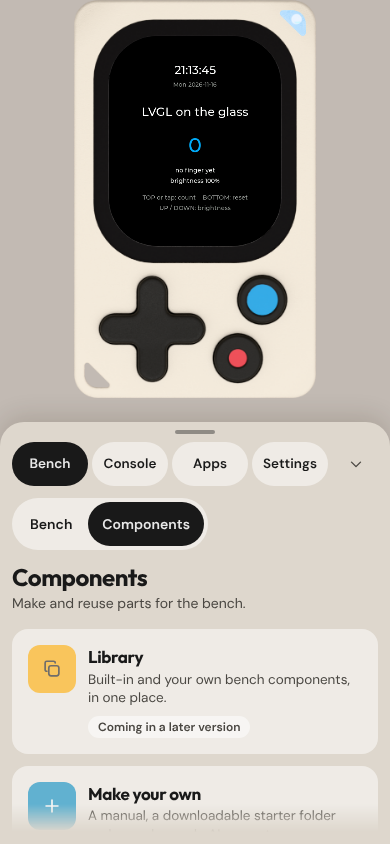 21:13:45
Mon 2026-11-16
LVGL on the glass
0
no finger yet
brightness 100%
TOP or tap: count BOTTOM: reset
UP / DOWN: brightness
Bench
Console
Apps
Settings
Bench
Components
Components
Make and reuse parts for the bench.
Library
Built-in and your own bench components,
in one place.
Coming in a later version
Make your own
A manual, a downloadable starter folder